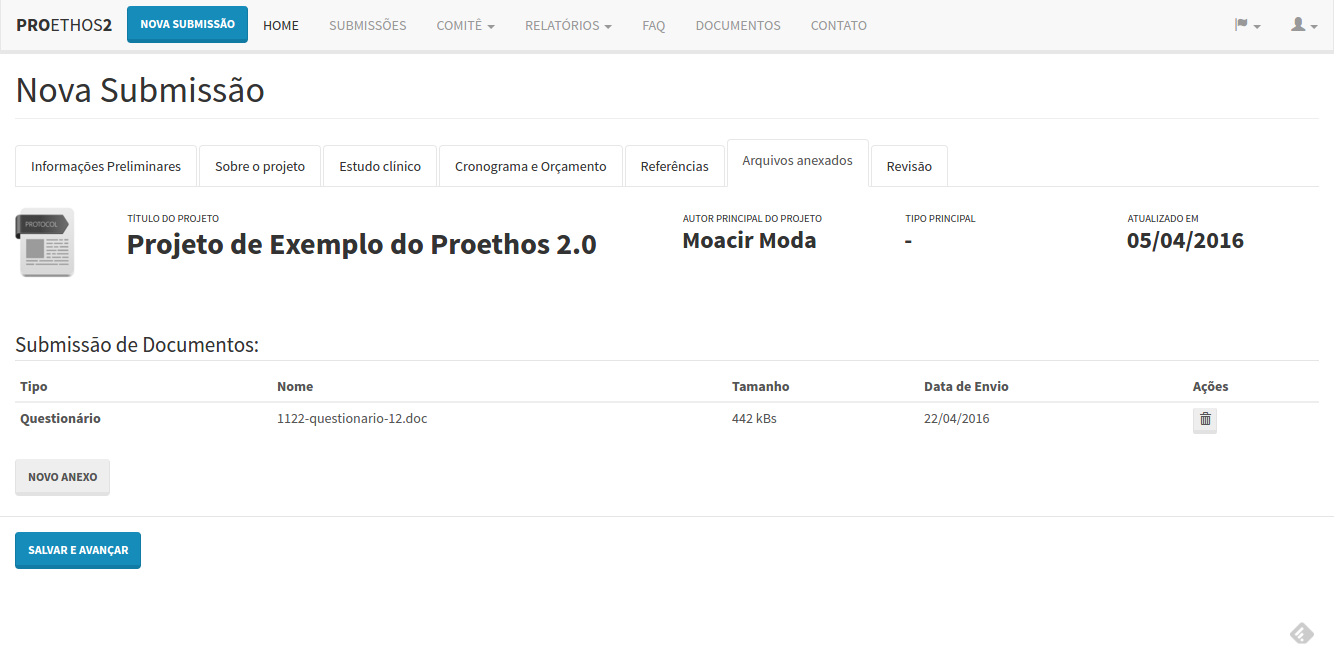 PROETHOS2 NOVA SUBMISSÃO HOME SUBMISSÕES COMITÊ RELATÓRIOS FAQ DOCUMENTOS CONTATO
Nova Submissão
Informações Preliminares Sobre o projeto Estudo clínico Cronograma e Orçamento Referências Arquivos anexados Revisão
PROTOCOL
TÍTULO DO PROJETO AUTOR PRINCIPAL DO PROJETO TIPO PRINCIPAL ATUALIZADO EM
Projeto de Exemplo do Proethos 2.0 Moacir Moda - 05/04/2016
Submissão de Documentos:
Tipo Nome Tamanho Data de Envio Ações
Questionário 1122-questionario-12.doc 442 kBs 22/04/2016
NOVO ANEXO
SALVAR E AVANÇAR